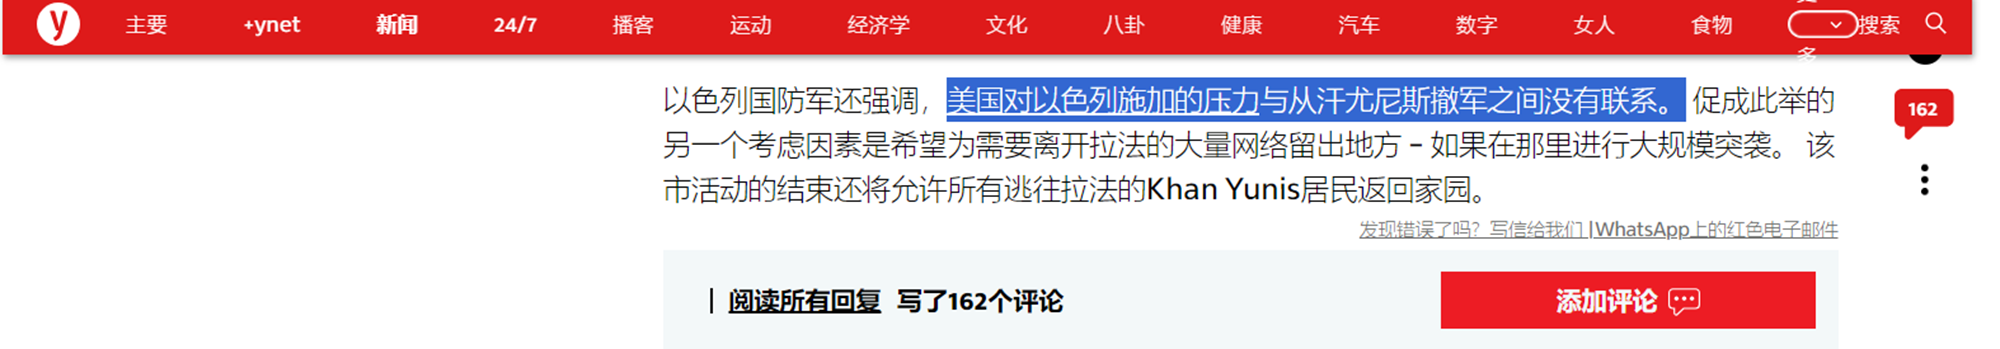 y 主要 +ynet 新闻 24/7 播客 运动 经济学 文化 八卦 健康 汽车 数字 女人 食物 多 搜索
以色列国防军还强调，美国对以色列施加的压力与从汗尤尼斯撤军之间没有联系。 促成此举的
162
另一个考虑因素是希望为需要离开拉法的大量网络留出地方 – 如果在那里进行大规模突袭。 该
市活动的结束还将允许所有逃往拉法的Khan Yunis居民返回家园。
发现错误了吗？写信给我们 |WhatsApp上的红色电子邮件
| 阅读所有回复 写了162个评论
添加评论